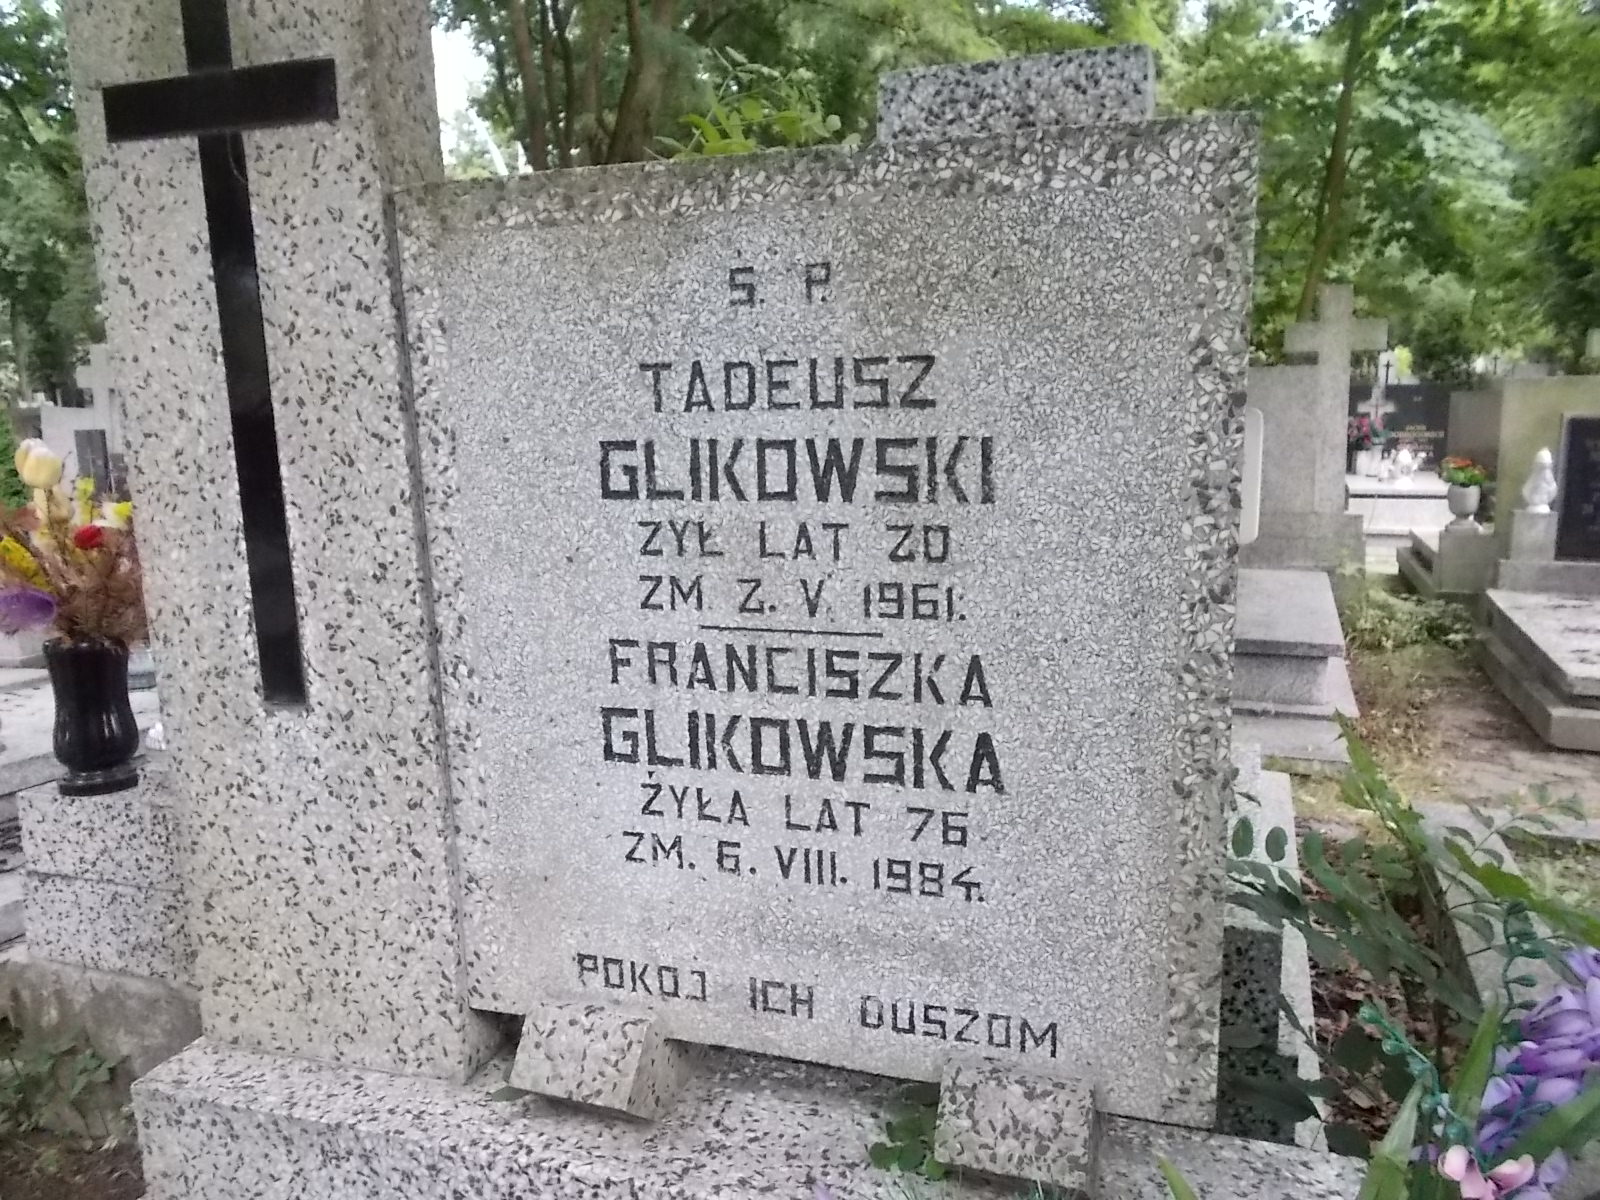 Ś. P.
TADEUSZ
GLIKOWSKI
ŻYŁ LAT 20
ZM 2. V. 1961.
FRANCISZKA
GLIKOWSKA
ŻYŁA LAT 76.
ZM. 6. VIII. 1984.
POKOJ ICH DUSZOM